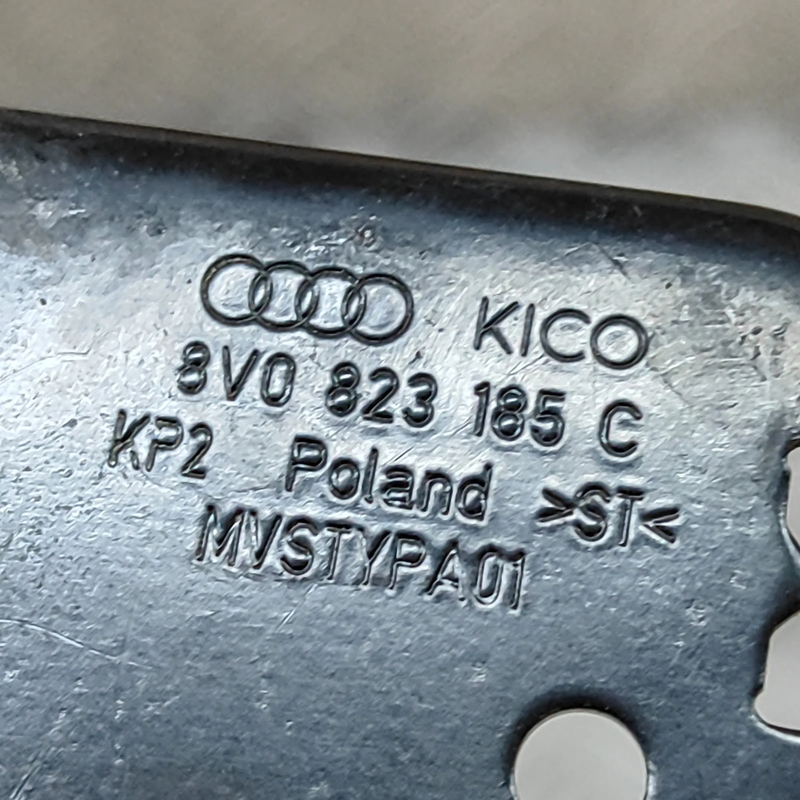 KICO
8V0 823 185 C
KP2 Poland >ST<
MVSTYPA01